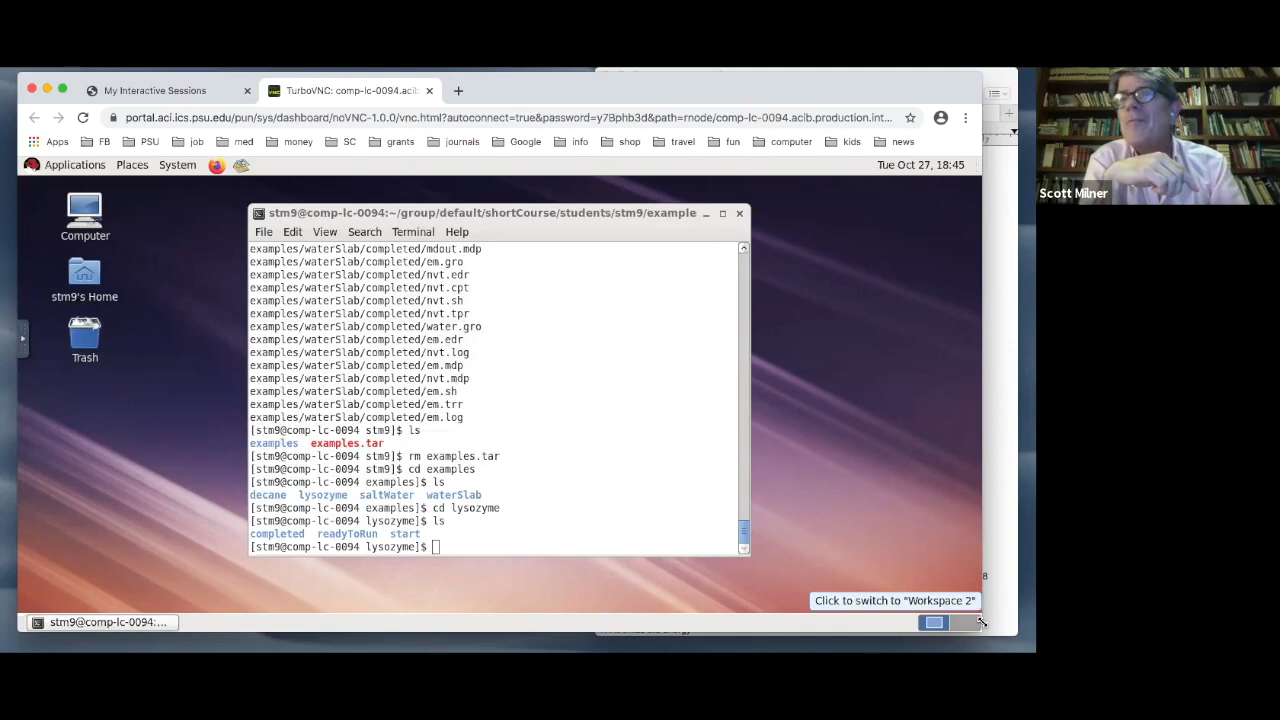 My Interactive Sessions
TurboVNC: comp-lc-0094.acib
portal.aci.ics.psu.edu/pun/sys/dashboard/noVNC-1.0.0/vnc.html?autoconnect=true&password=y7Bphb3d&path=rnode/comp-lc-0094.acib.production.int...
Apps FB PSU job med money SC grants journals Google info shop travel fun computer kids news
Applications Places System Tue Oct 27, 18:45
Scott Milner
Computer
stm9's Home
Trash
stm9@comp-lc-0094:~/group/default/shortCourse/students/stm9/example
File Edit View Search Terminal Help
examples/waterSlab/completed/mdout.mdp
examples/waterSlab/completed/em.gro
examples/waterSlab/completed/nvt.edr
examples/waterSlab/completed/nvt.cpt
examples/waterSlab/completed/nvt.sh
examples/waterSlab/completed/nvt.tpr
examples/waterSlab/completed/water.gro
examples/waterSlab/completed/em.edr
examples/waterSlab/completed/nvt.log
examples/waterSlab/completed/em.mdp
examples/waterSlab/completed/nvt.mdp
examples/waterSlab/completed/em.sh
examples/waterSlab/completed/em.trr
examples/waterSlab/completed/em.log
[stm9@comp-lc-0094 stm9]$ ls
examples examples.tar
[stm9@comp-lc-0094 stm9]$ rm examples.tar
[stm9@comp-lc-0094 stm9]$ cd examples
[stm9@comp-lc-0094 examples]$ ls
decane lysozyme saltWater waterSlab
[stm9@comp-lc-0094 examples]$ cd lysozyme
[stm9@comp-lc-0094 lysozyme]$ ls
completed readyToRun start
[stm9@comp-lc-0094 lysozyme]$
Click to switch to "Workspace 2"
stm9@comp-lc-0094:...